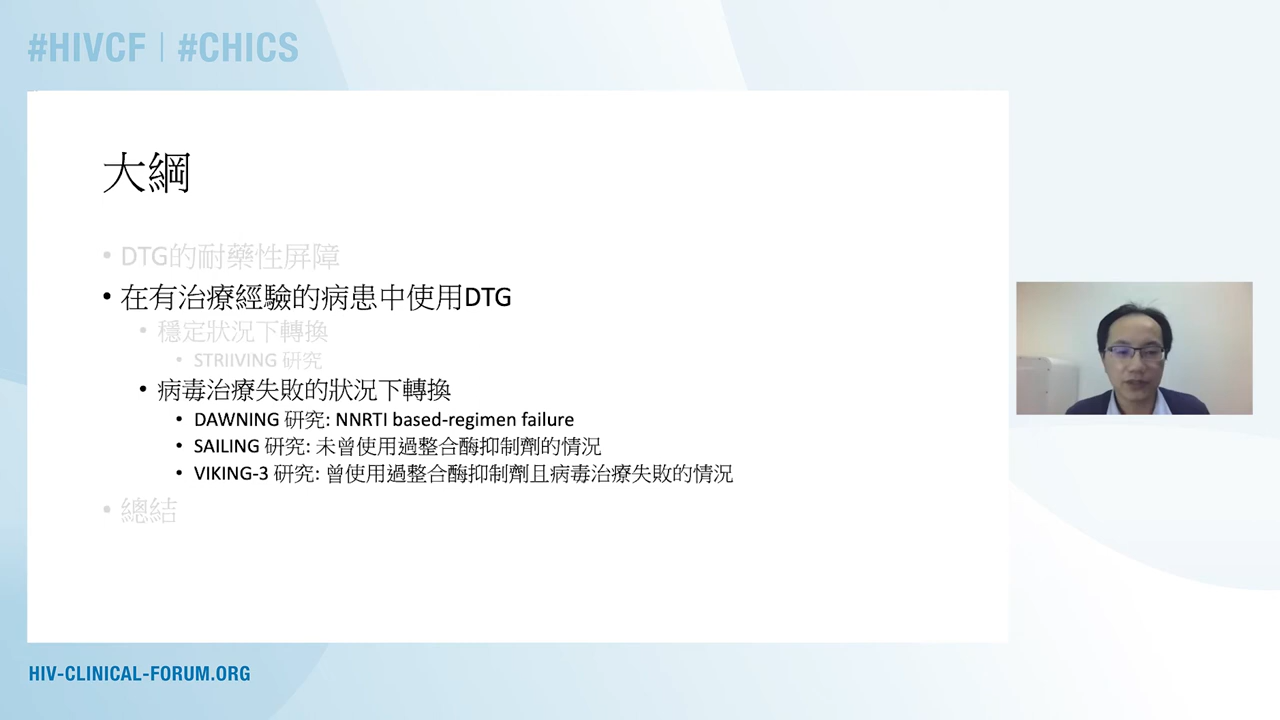 #HIVCF | #CHICS
大綱
• DTG的耐藥性屏障
• 在有治療經驗的病患中使用DTG
• 穩定狀況下轉換
• STRIIVING 研究
• 病毒治療失敗的狀況下轉換
• DAWNING 研究: NNRTI based-regimen failure
• SAILING 研究: 未曾使用過整合酶抑制劑的情況
• VIKING-3 研究: 曾使用過整合酶抑制劑且病毒治療失敗的情況
• 總結
HIV-CLINICAL-FORUM.ORG